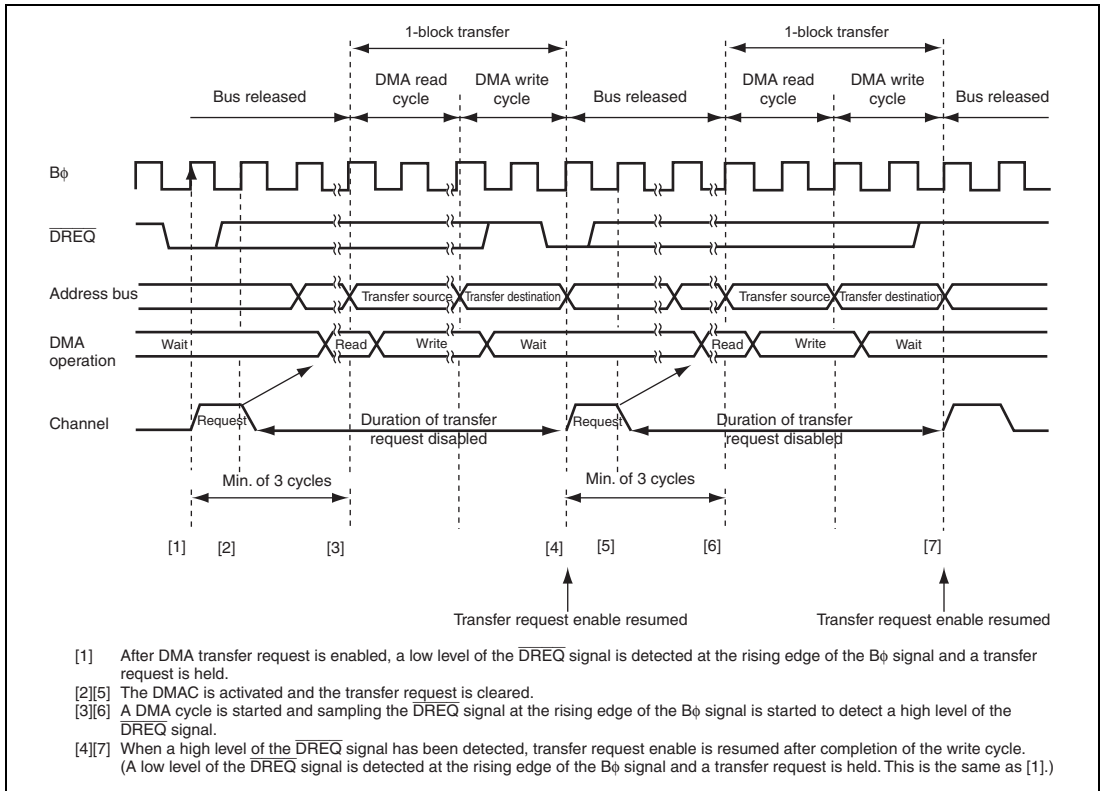 1-block transfer 1-block transfer
DMA read cycle DMA write cycle DMA read cycle DMA write cycle
Bus released Bus released Bus released
Bϕ
DREQ
Address bus Transfer source Transfer destination Transfer source Transfer destination
DMA operation Wait Read Write Wait Read Write Wait
Channel Request Duration of transfer request disabled Request Duration of transfer request disabled
Min. of 3 cycles Min. of 3 cycles
[1] [2] [3] [4] [5] [6] [7]
Transfer request enable resumed Transfer request enable resumed
[1] After DMA transfer request is enabled, a low level of the DREQ signal is detected at the rising edge of the Bϕ signal and a transfer
request is held.
[2][5] The DMAC is activated and the transfer request is cleared.
[3][6] A DMA cycle is started and sampling the DREQ signal at the rising edge of the Bϕ signal is started to detect a high level of the
DREQ signal.
[4][7] When a high level of the DREQ signal has been detected, transfer request enable is resumed after completion of the write cycle.
(A low level of the DREQ signal is detected at the rising edge of the Bϕ signal and a transfer request is held. This is the same as [1].)